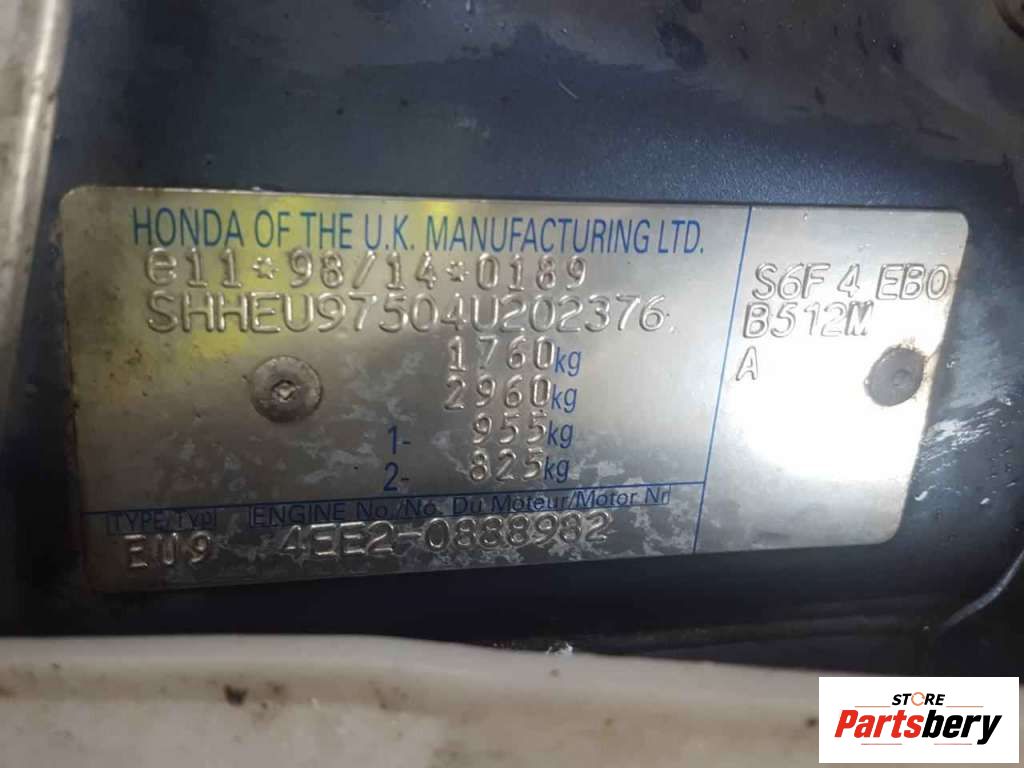 HONDA OF THE U.K. MANUFACTURING LTD.
e11*98/14*0189
SHHEU97504U202376
1760kg
2960kg
1- 955kg
2- 825kg
TYPE/Typ ENGINE No./No. Du Moteur/Motor Nr
EU9 4EE2-0888982
S6F 4 EB0
B512M
A
STORE
Partsbery